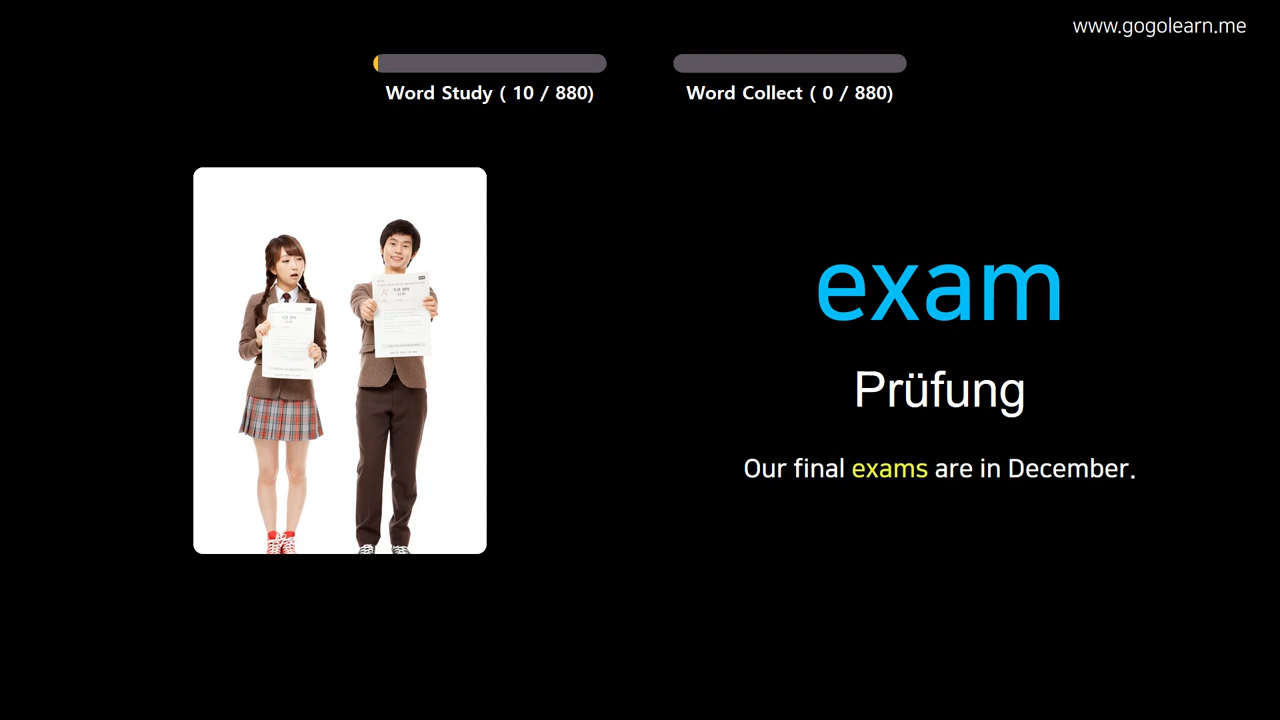 www.gogolearn.me
Word Study ( 10 / 880)
Word Collect ( 0 / 880)
exam
Prüfung
Our final exams are in December.